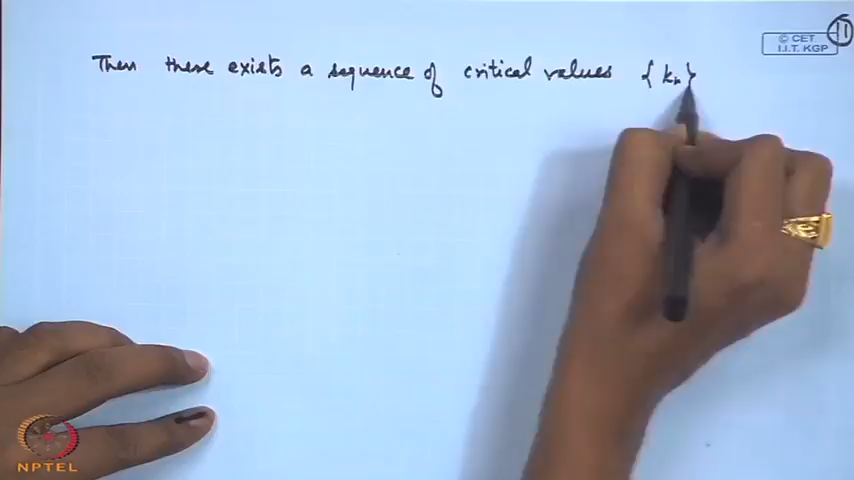 Then there exists a sequence of critical values {kₙ}
© CET
I.I.T. KGP
11
NPTEL